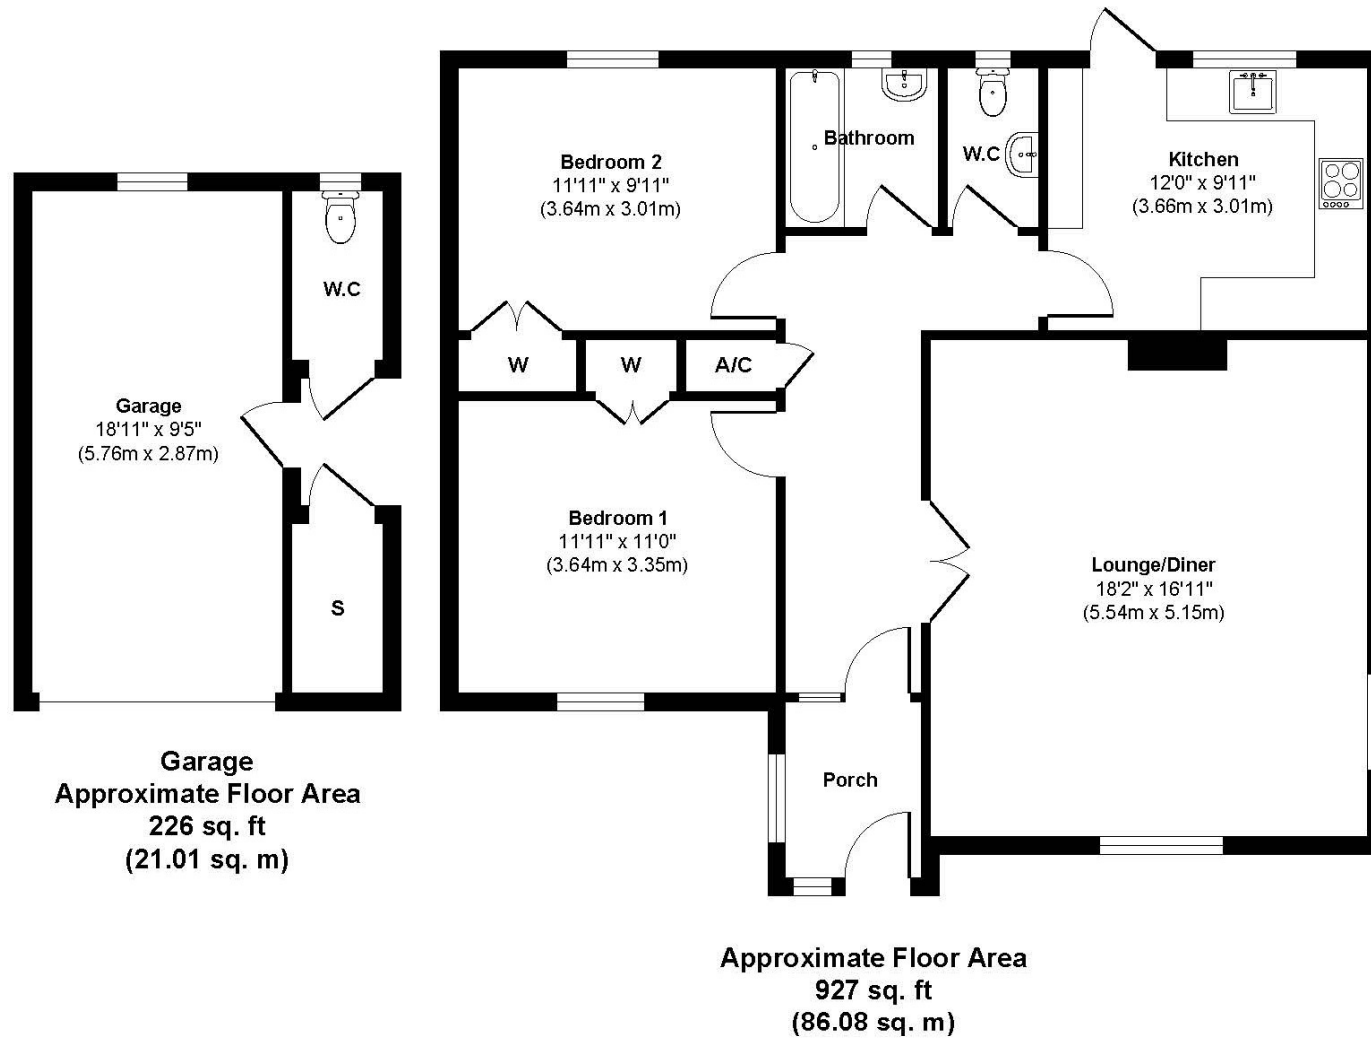 Bedroom 2
11'11" x 9'11"
(3.64m x 3.01m)
Bathroom
W.C
Kitchen
12'0" x 9'11"
(3.66m x 3.01m)
W.C
W
W
A/C
Garage
18'11" x 9'5"
(5.76m x 2.87m)
Bedroom 1
11'11" x 11'0"
(3.64m x 3.35m)
Lounge/Diner
18'2" x 16'11"
(5.54m x 5.15m)
S
Porch
Garage
Approximate Floor Area
226 sq. ft
(21.01 sq. m)
Approximate Floor Area
927 sq. ft
(86.08 sq. m)